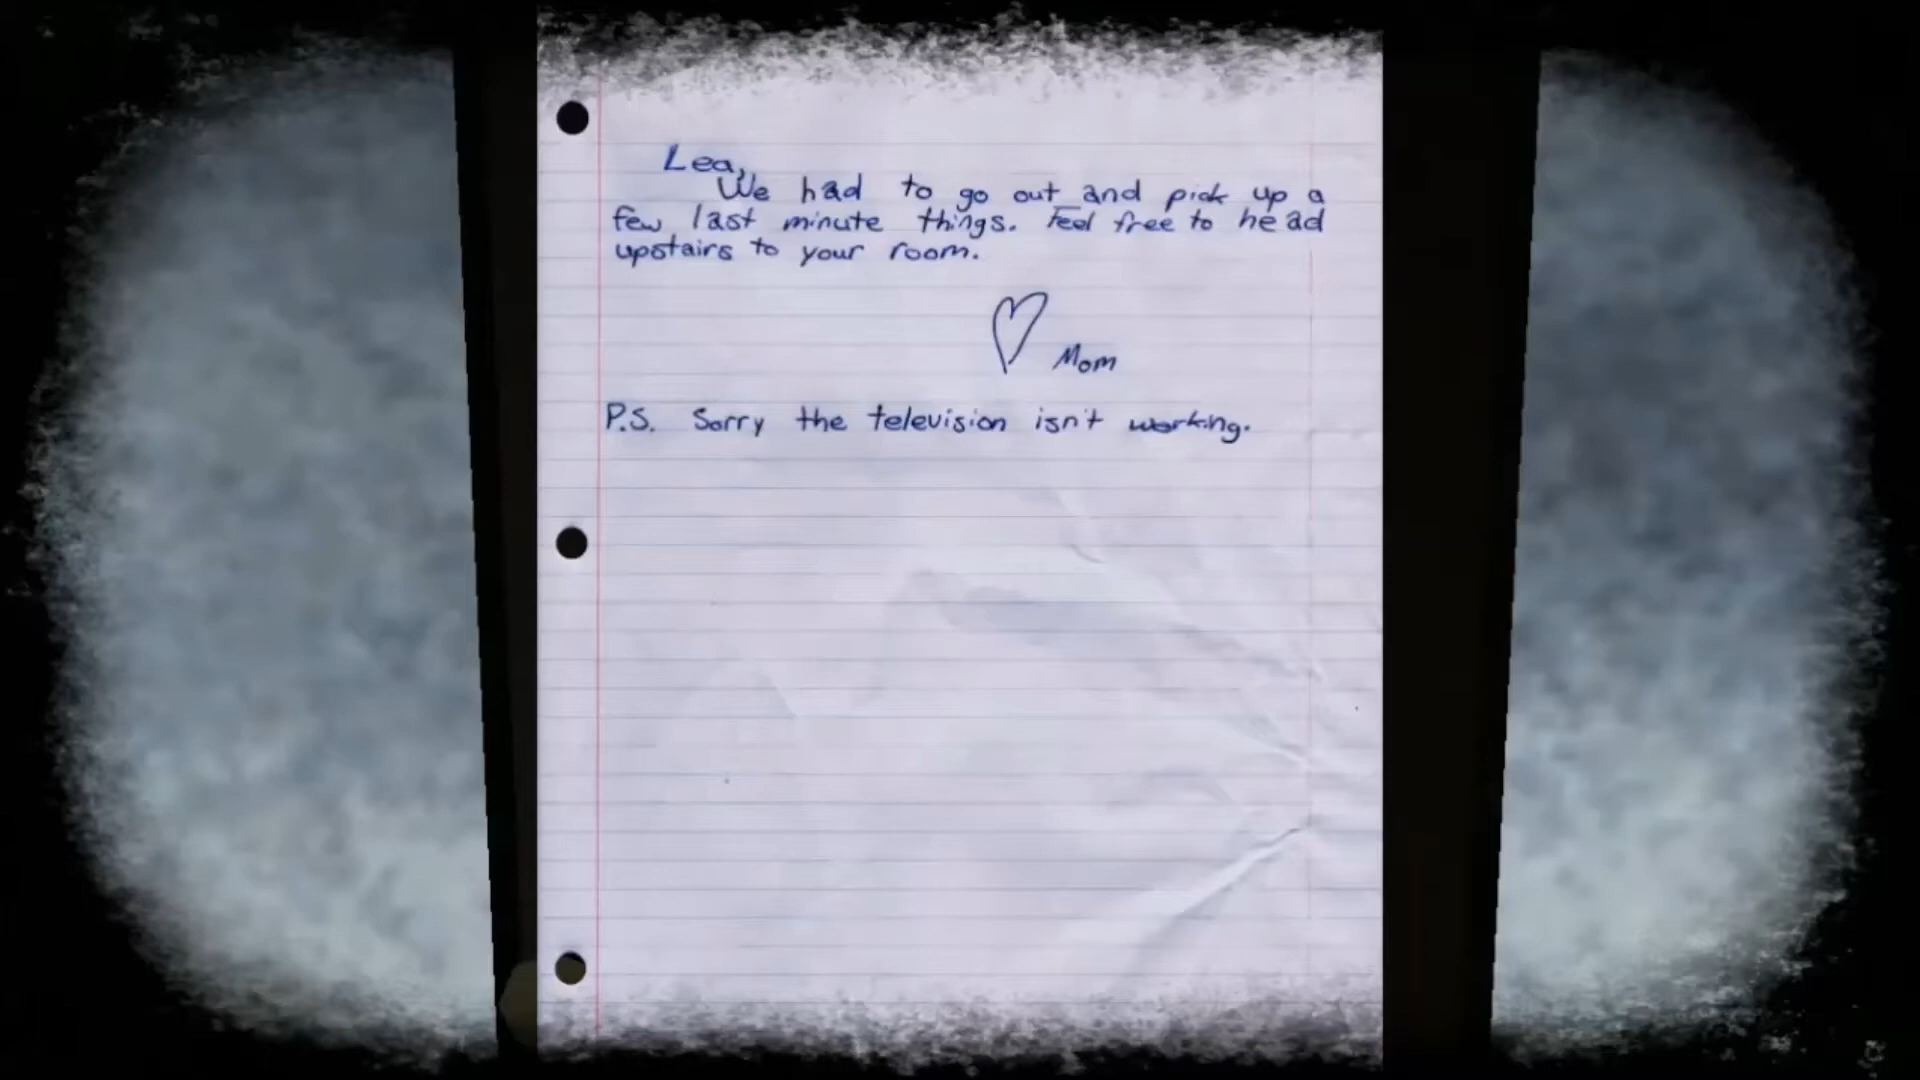 Lea,
We had to go out and pick up a
few last minute things. Feel free to head
upstairs to your room.
Mom
P.S. Sorry the television isn't working.